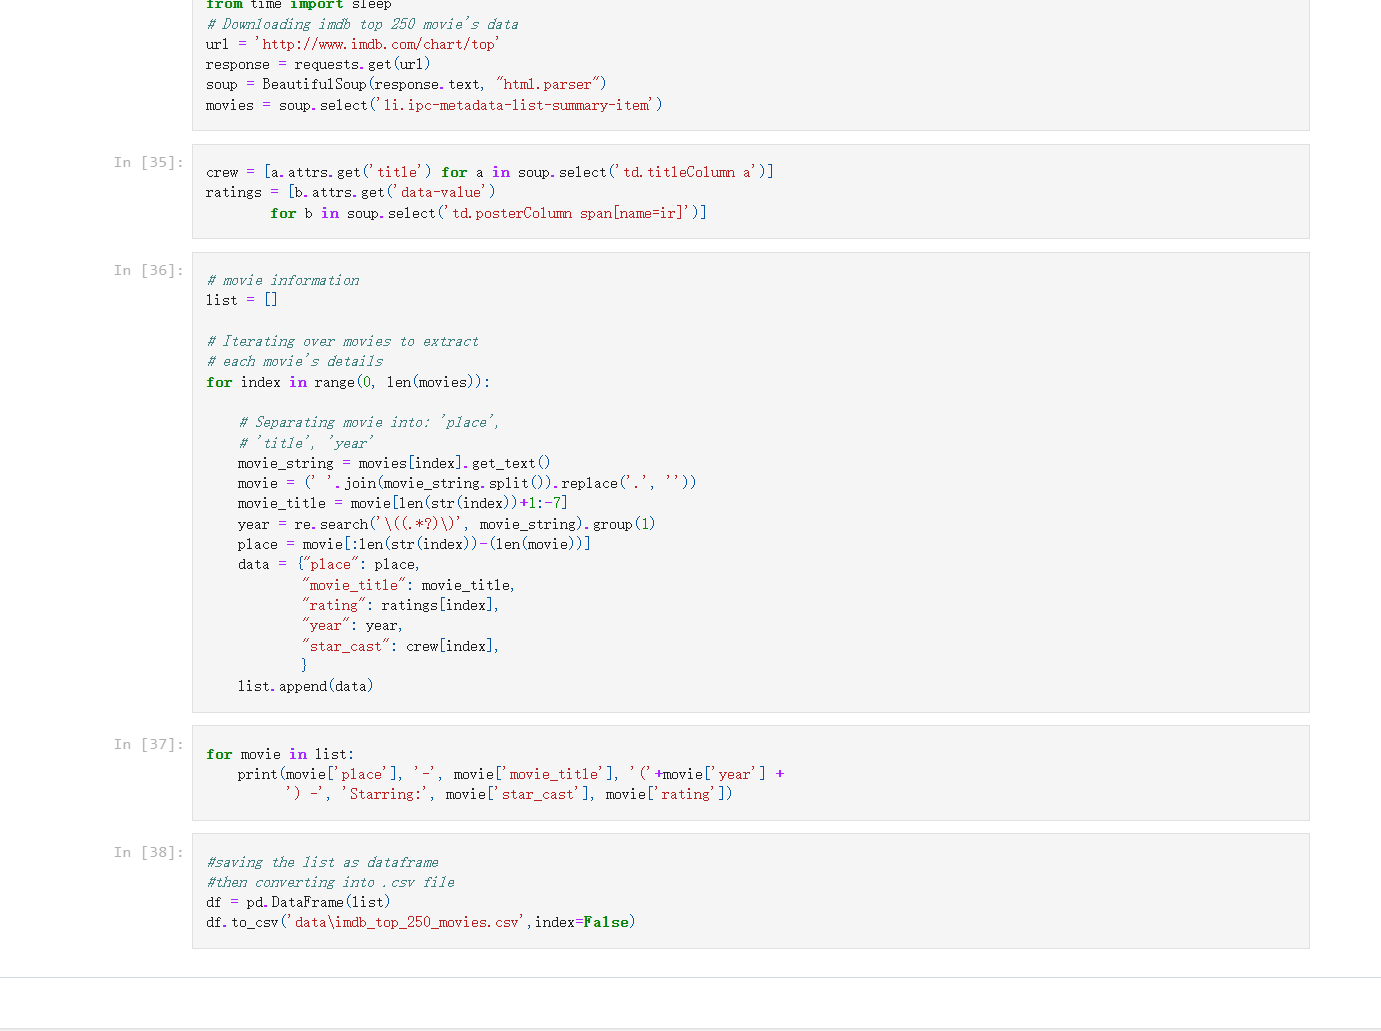 from time import sleep
# Downloading imdb top 250 movie's data
url = 'http://www.imdb.com/chart/top'
response = requests.get(url)
soup = BeautifulSoup(response.text, "html.parser")
movies = soup.select('li.ipc-metadata-list-summary-item')
In [35]:
crew = [a.attrs.get('title') for a in soup.select('td.titleColumn a')]
ratings = [b.attrs.get('data-value')
        for b in soup.select('td.posterColumn span[name=ir]')]
In [36]:
# movie information
list = []
# Iterating over movies to extract
# each movie's details
for index in range(0, len(movies)):
    # Separating movie into: 'place',
    # 'title', 'year'
    movie_string = movies[index].get_text()
    movie = (' '.join(movie_string.split()).replace('.', ''))
    movie_title = movie[len(str(index))+1:-7]
    year = re.search('\((.*?)\)', movie_string).group(1)
    place = movie[:len(str(index))-(len(movie))]
    data = {"place": place,
            "movie_title": movie_title,
            "rating": ratings[index],
            "year": year,
            "star_cast": crew[index],
            }
    list.append(data)
In [37]:
for movie in list:
    print(movie['place'], '-', movie['movie_title'], '('+movie['year'] +
          ') -', 'Starring:', movie['star_cast'], movie['rating'])
In [38]:
#saving the list as dataframe
#then converting into .csv file
df = pd.DataFrame(list)
df.to_csv('data\imdb_top_250_movies.csv',index=False)